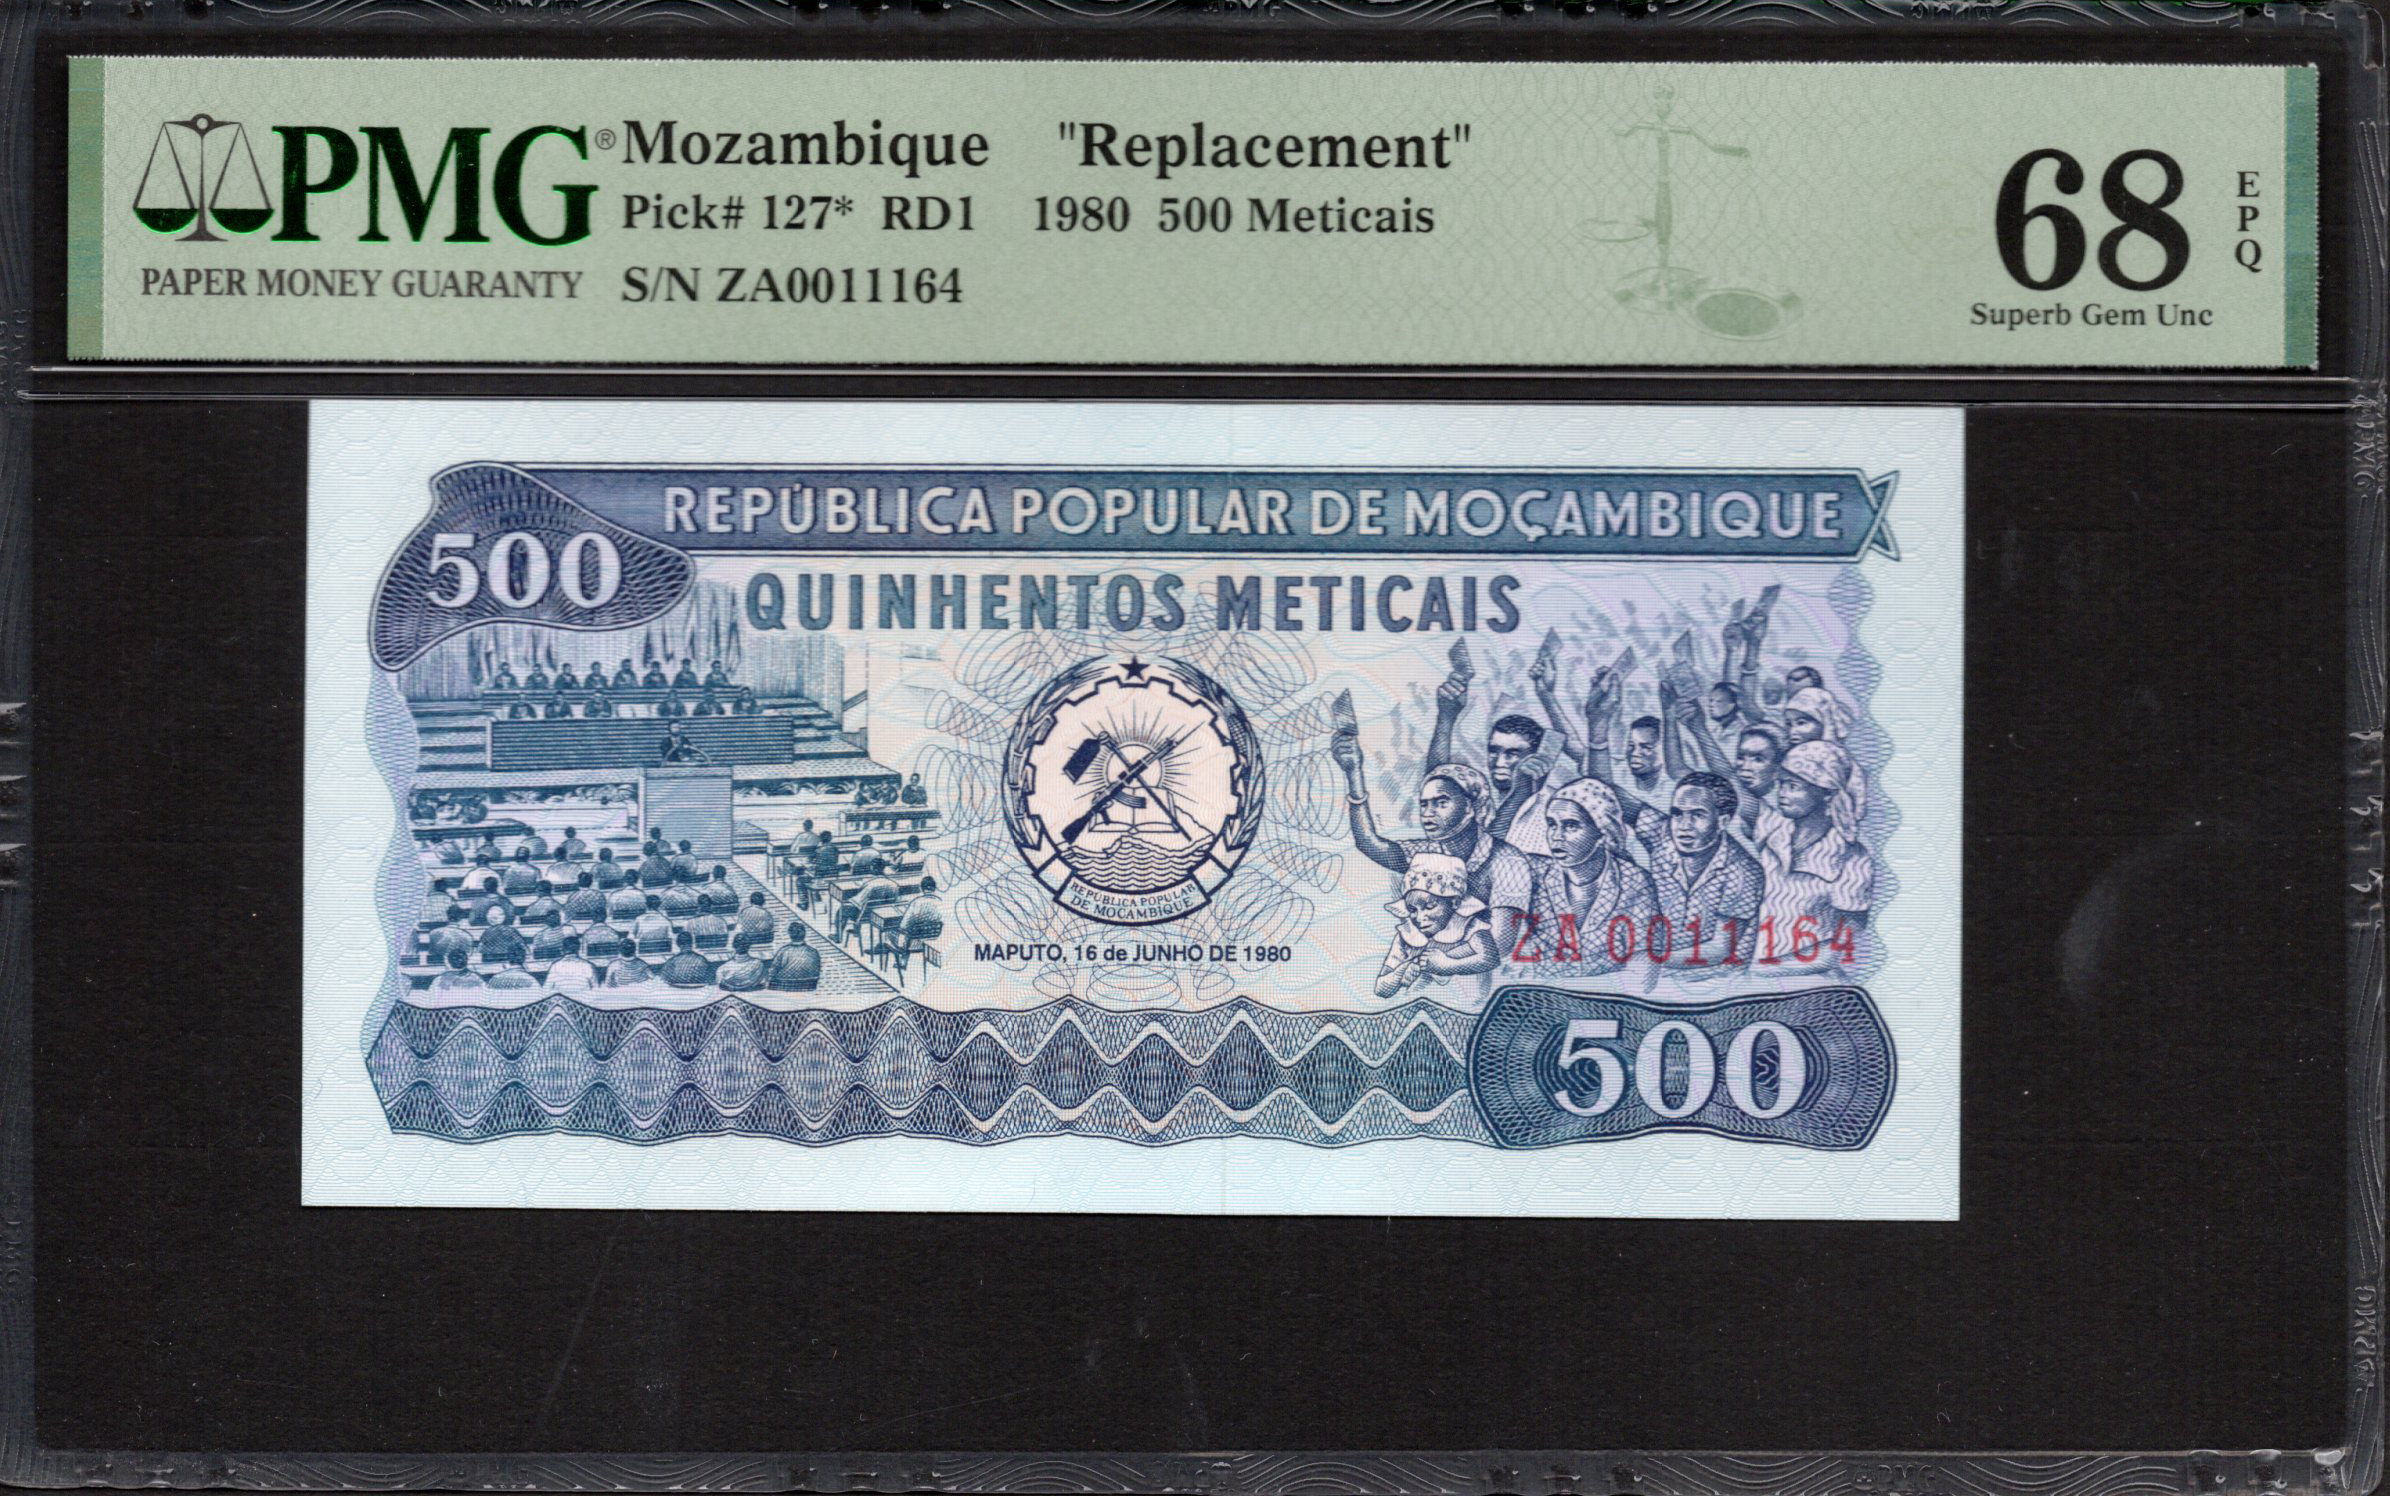 PMG®
PAPER MONEY GUARANTY
Mozambique "Replacement"
Pick# 127* RD1 1980 500 Meticais
S/N ZA0011164
68
EPQ
Superb Gem Unc
REPÚBLICA POPULAR DE MOÇAMBIQUE
500
QUINHENTOS METICAIS
REPUBLICA POPULAR
DE MOÇAMBIQUE
MAPUTO, 16 de JUNHO DE 1980
ZA 0011164
500